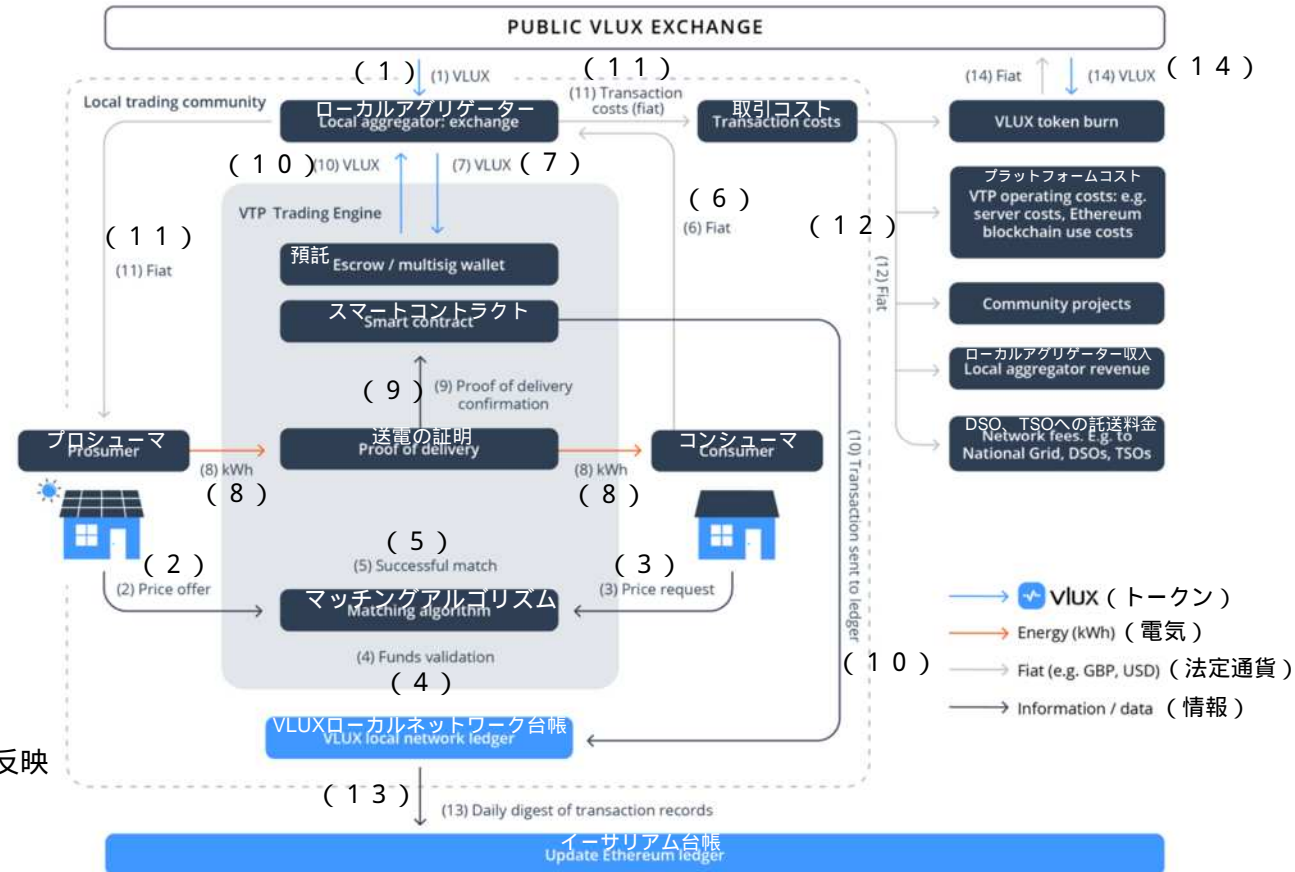 PUBLIC VLUX EXCHANGE
(1) (1) VLUX
(11)
(11) Transaction costs (fiat)
(14) Fiat
(14) VLUX (14)
Local trading community
ローカルアグリゲーター
Local aggregator: exchange
取引コスト
Transaction costs
VLUX token burn
(10) (10) VLUX
(7) VLUX (7)
(6)
(6) Fiat
プラットフォームコスト
VTP operating costs: e.g.
server costs, Ethereum
blockchain use costs
VTP Trading Engine
(11)
(11) Fiat
(12)
(12) Fiat
預託 Escrow / multisig wallet
スマートコントラクト
Smart contract
Community projects
ローカルアグリゲーター収入
Local aggregator revenue
(9) (9) Proof of delivery
confirmation
プロシューマ
Prosumer
送電の証明
Proof of delivery
コンシューマ
Consumer
DSO、TSOへの託送料金
Network fees. E.g. to
National Grid, DSOs, TSOs
(8) kWh
(8)
(8) kWh
(8)
(10) Transaction sent to ledger
(10)
(5)
(5) Successful match
(2)
(2) Price offer
(3)
(3) Price request
マッチングアルゴリズム
Matching algorithm
(4) Funds validation
(4)
vlux (トークン)
Energy (kWh) (電気)
Fiat (e.g. GBP, USD) (法定通貨)
Information / data (情報)
VLUXローカルネットワーク台帳
VLUX local network ledger
反映
(13)
(13) Daily digest of transaction records
イーサリアム台帳
Update Ethereum ledger